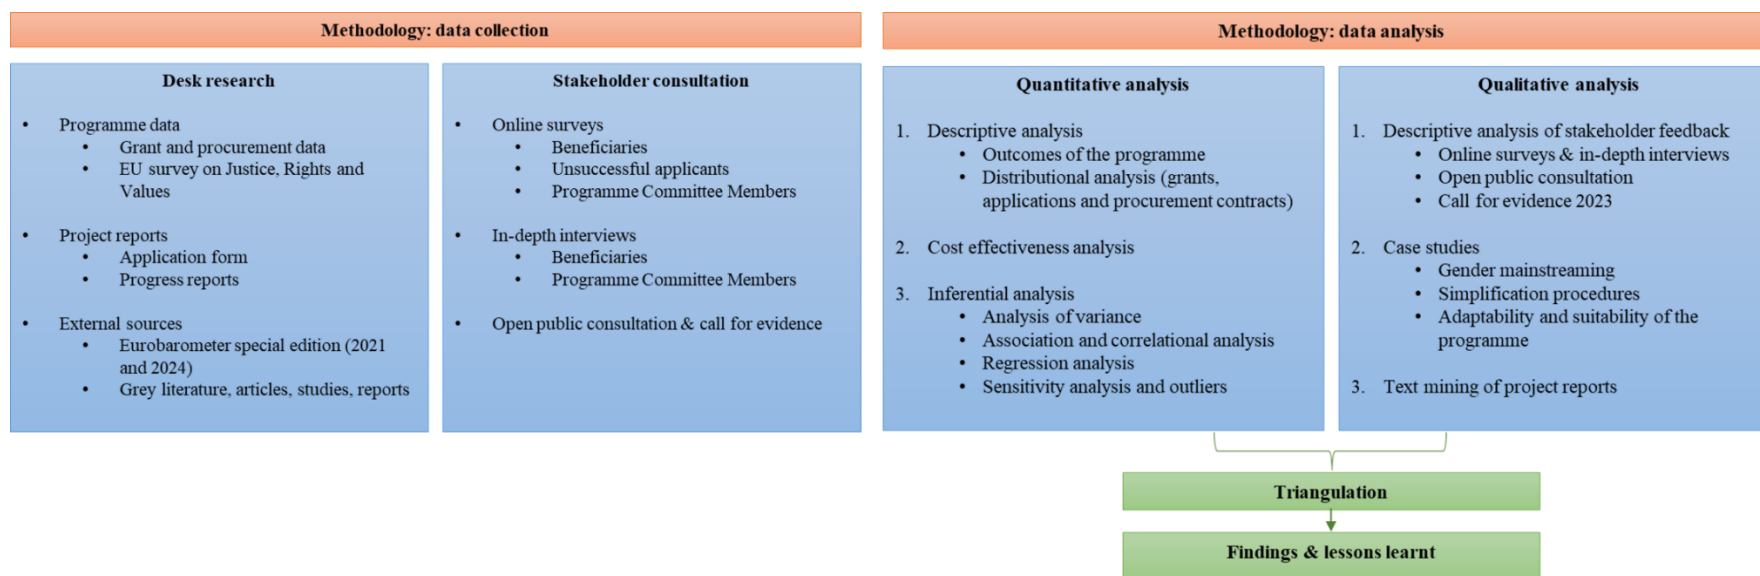 Methodology: data collection
Desk research
• Programme data
• Grant and procurement data
• EU survey on Justice, Rights and
Values
• Project reports
• Application form
• Progress reports
• External sources
• Eurobarometer special edition (2021
and 2024)
• Grey literature, articles, studies, reports
Stakeholder consultation
• Online surveys
• Beneficiaries
• Unsuccessful applicants
• Programme Committee Members
• In-depth interviews
• Beneficiaries
• Programme Committee Members
• Open public consultation & call for evidence
Methodology: data analysis
Quantitative analysis
1. Descriptive analysis
• Outcomes of the programme
• Distributional analysis (grants,
applications and procurement contracts)
2. Cost effectiveness analysis
3. Inferential analysis
• Analysis of variance
• Association and correlational analysis
• Regression analysis
• Sensitivity analysis and outliers
Qualitative analysis
1. Descriptive analysis of stakeholder feedback
• Online surveys & in-depth interviews
• Open public consultation
• Call for evidence 2023
2. Case studies
• Gender mainstreaming
• Simplification procedures
• Adaptability and suitability of the
programme
3. Text mining of project reports
Triangulation
Findings & lessons learnt